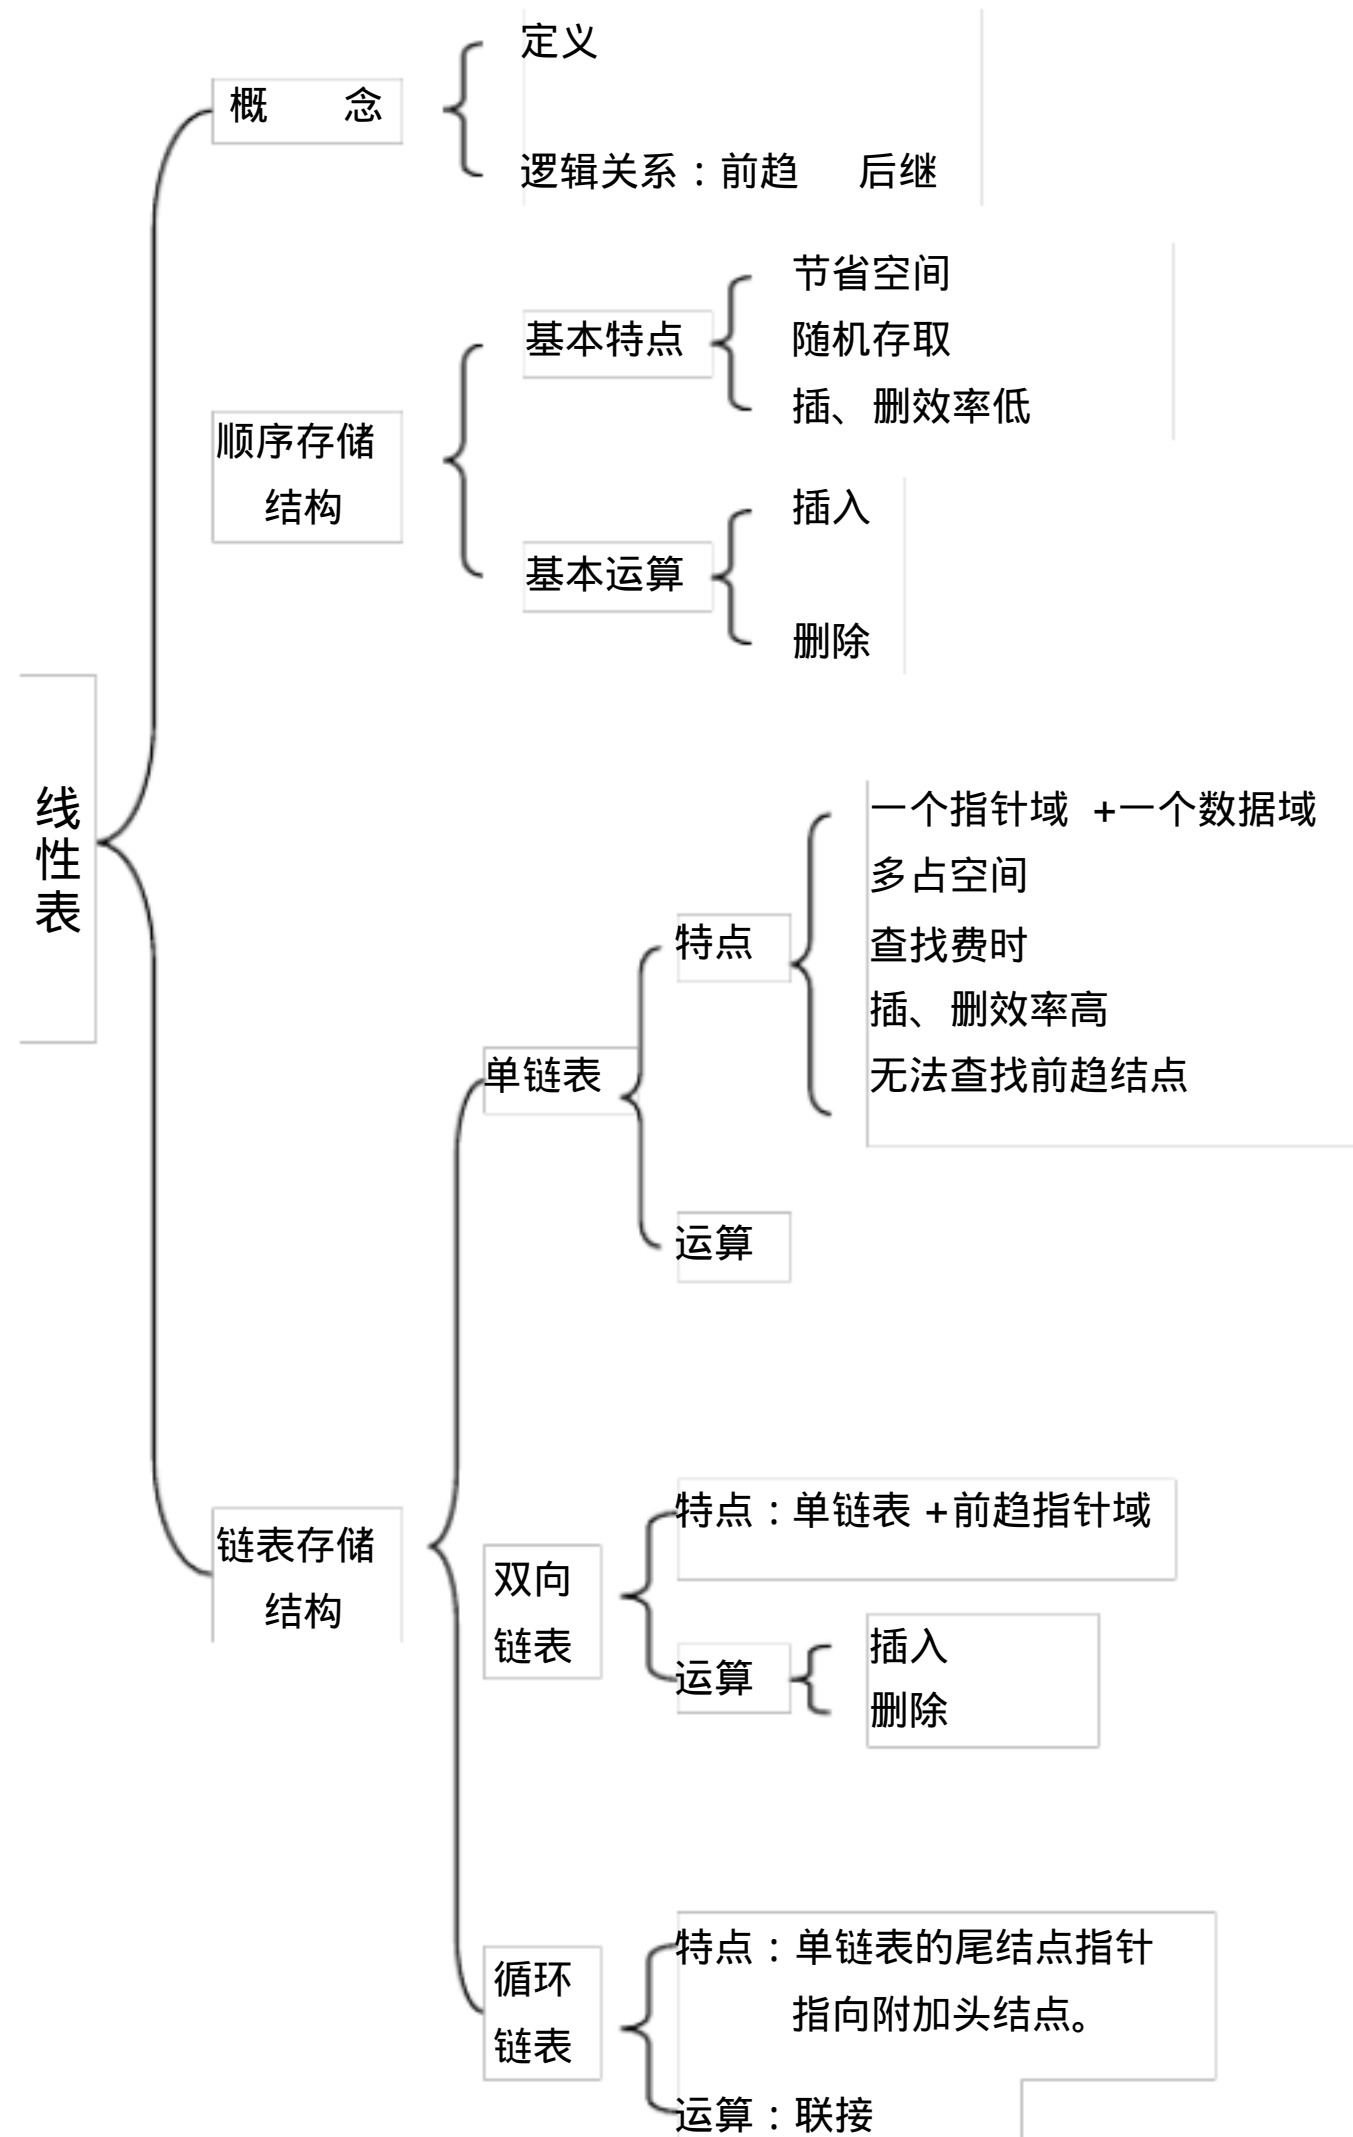 定义
概 念
逻辑关系：前趋 后继
节省空间
基本特点
随机存取
插、删效率低
顺序存储
结构
插入
基本运算
删除
线性表
一个指针域 +一个数据域
多占空间
特点
查找费时
插、删效率高
单链表
无法查找前趋结点
运算
特点：单链表 +前趋指针域
链表存储
结构
双向
链表
插入
运算
删除
特点：单链表的尾结点指针
指向附加头结点。
循环
链表
运算：联接